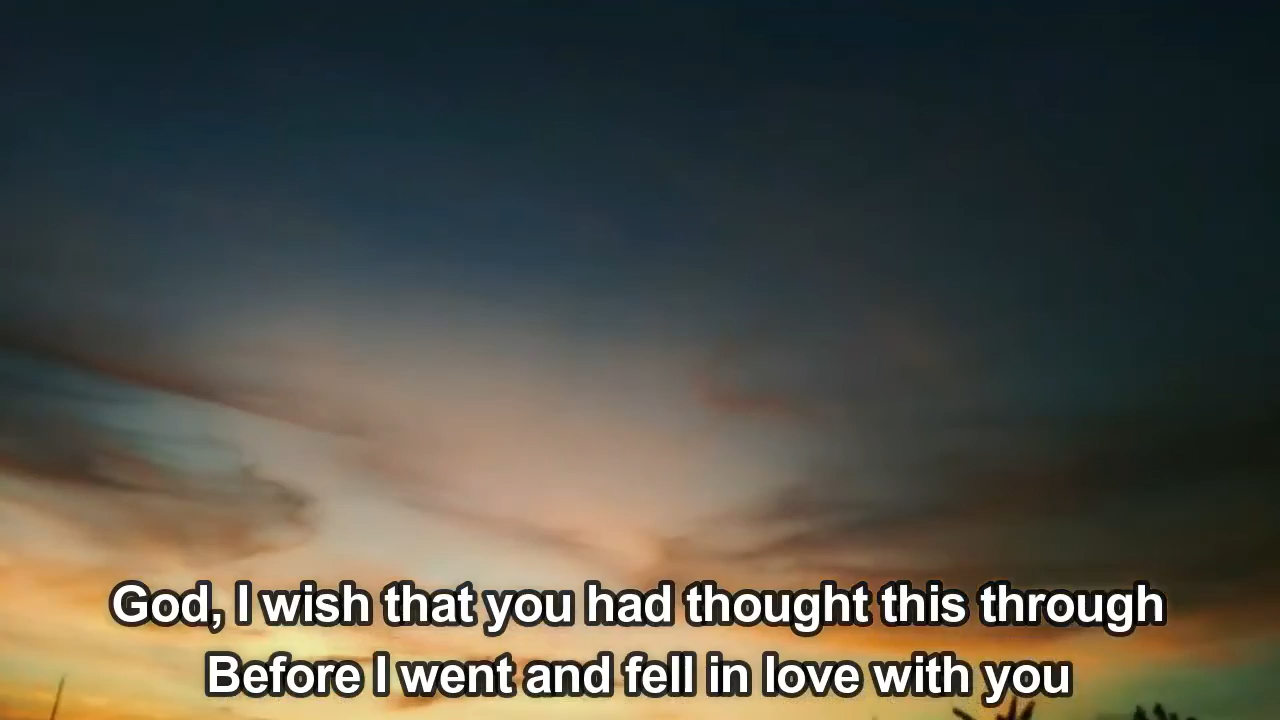 God, I wish that you had thought this through
Before I went and fell in love with you